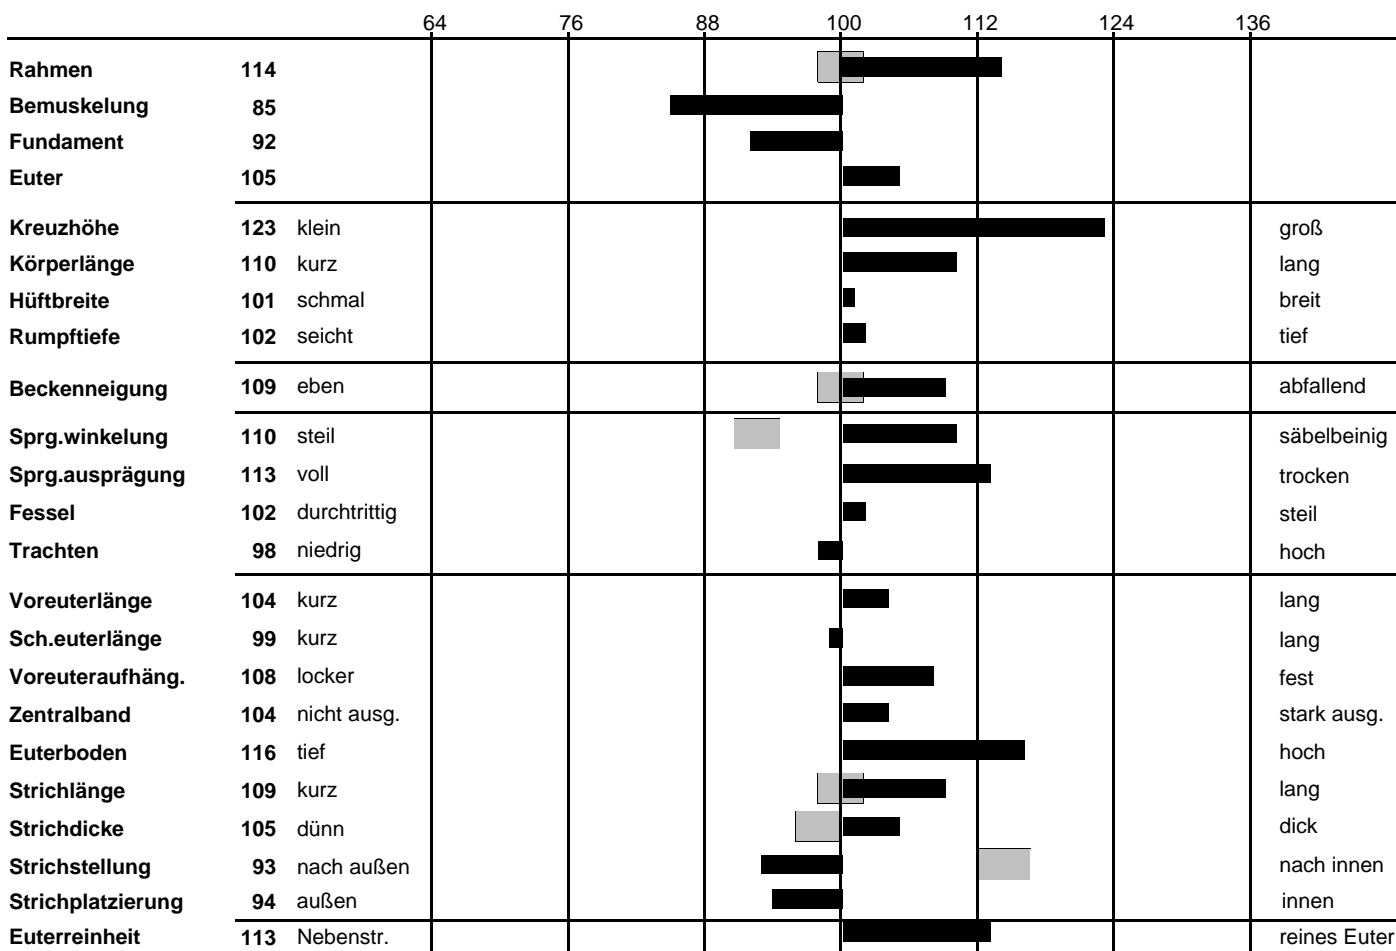 64 76 88 100 112 124 136
Rahmen 114
Bemuskelung 85
Fundament 92
Euter 105
Kreuzhöhe 123 klein groß
Körperlänge 110 kurz lang
Hüftbreite 101 schmal breit
Rumpftiefe 102 seicht tief
Beckenneigung 109 eben abfallend
Sprg.winkelung 110 steil säbelbeinig
Sprg.ausprägung 113 voll trocken
Fessel 102 durchtrittig steil
Trachten 98 niedrig hoch
Voreuterlänge 104 kurz lang
Sch.euterlänge 99 kurz lang
Voreuteraufhäng. 108 locker fest
Zentralband 104 nicht ausg. stark ausg.
Euterboden 116 tief hoch
Strichlänge 109 kurz lang
Strichdicke 105 dünn dick
Strichstellung 93 nach außen nach innen
Strichplatzierung 94 außen innen
Euterreinheit 113 Nebenstr. reines Euter